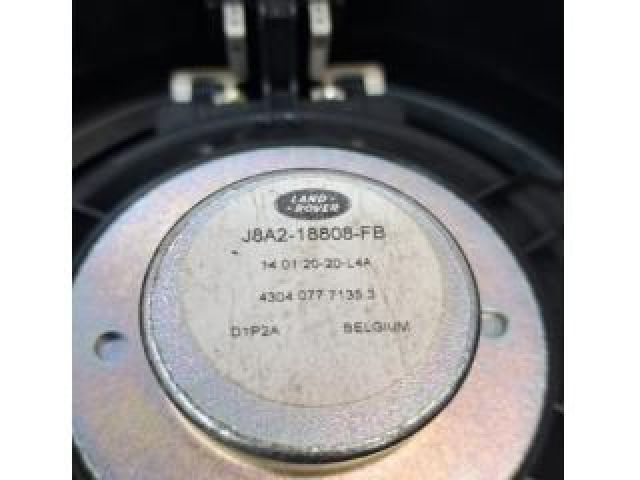 LAND-
-ROVER
J8A2-18808-FB
14 01 20-20-L4A
4304 077 7135.3
D1P2A BELGIUM